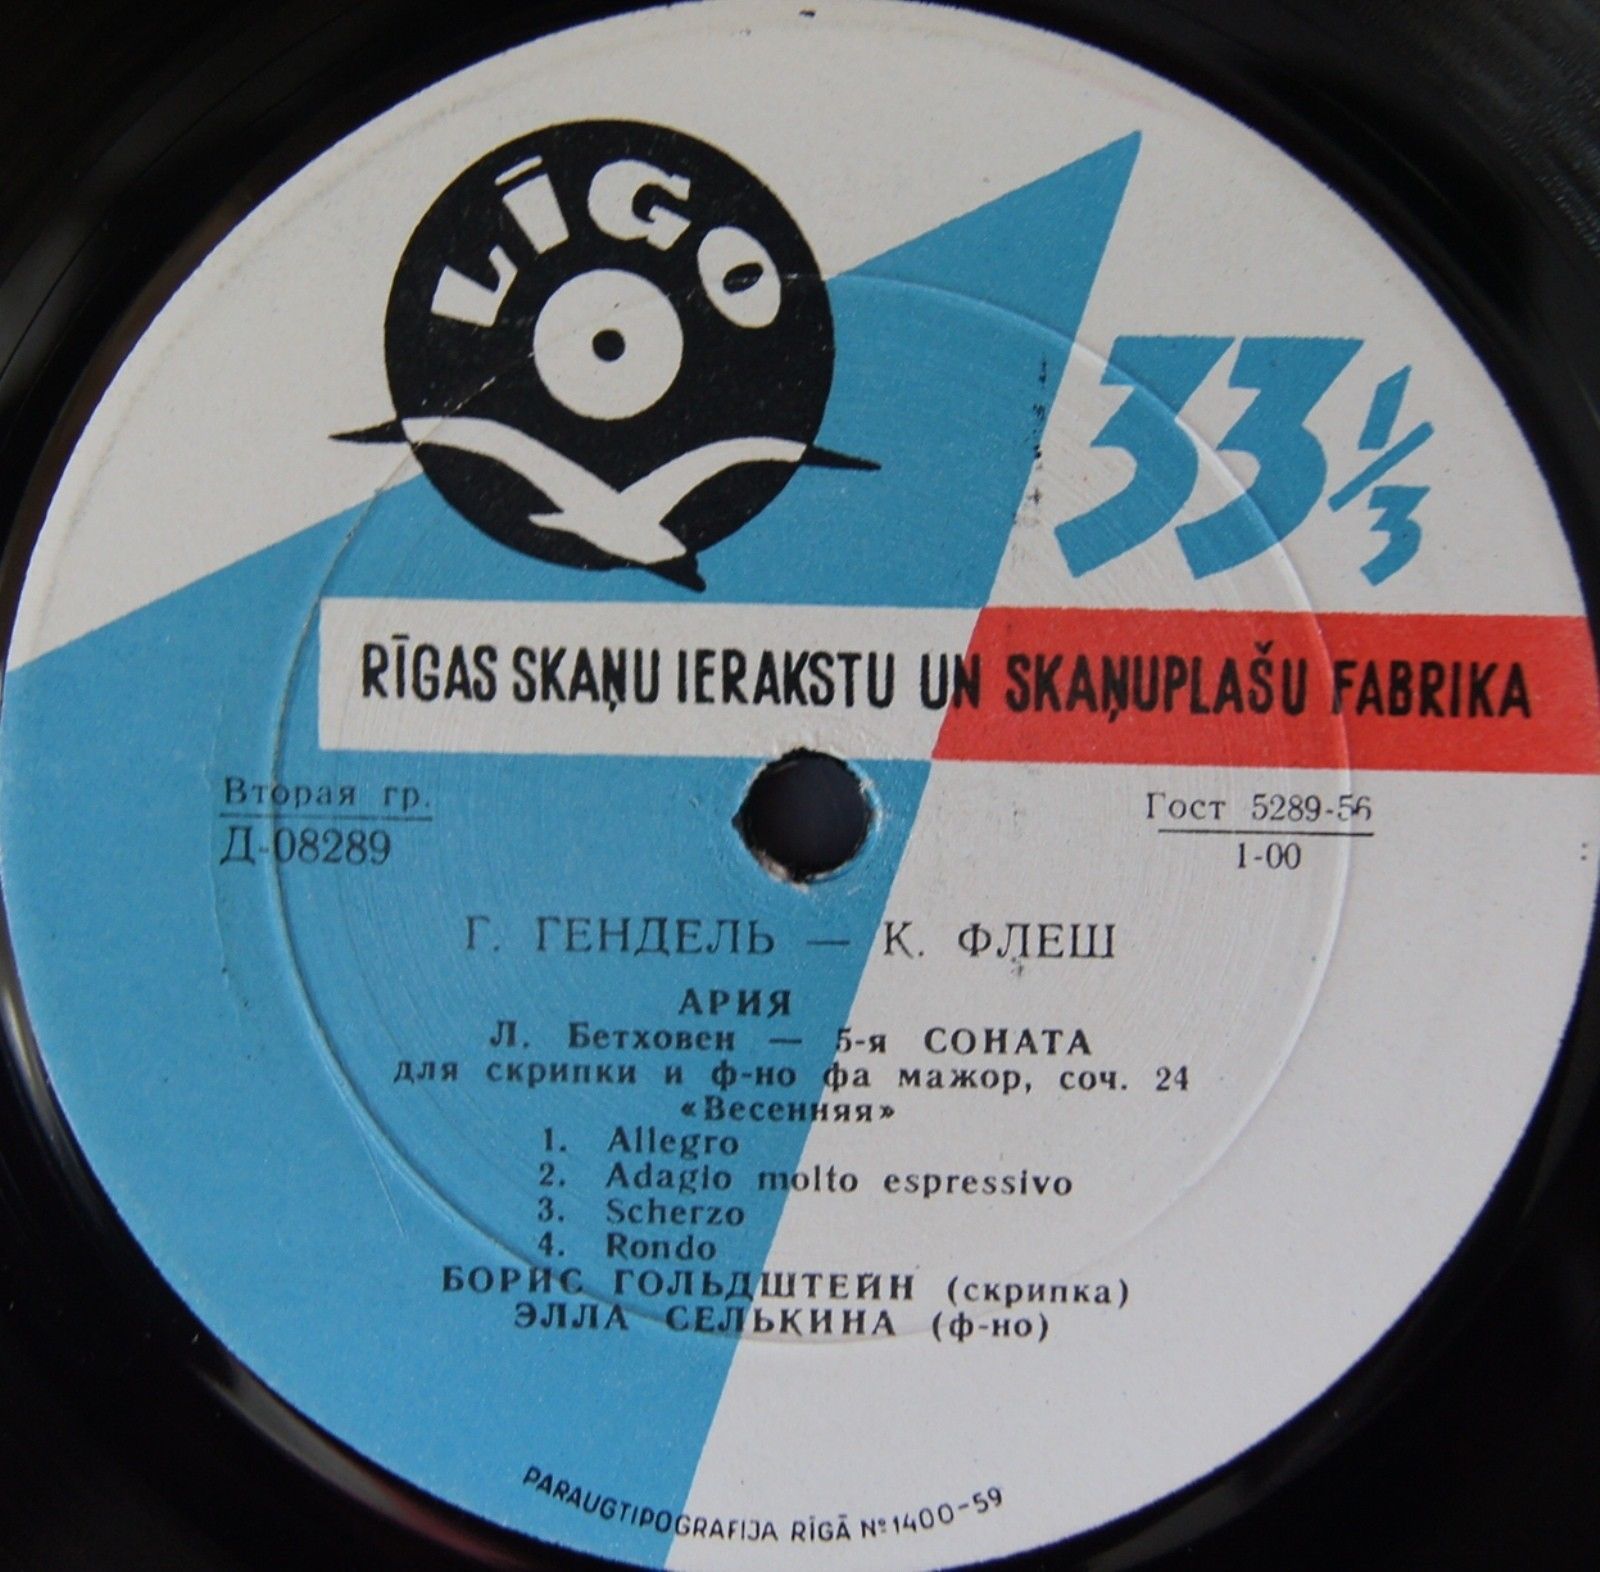 LĪGO
33 1/3
RĪGAS SKAŅU IERAKSTU UN SKAŅUPLAŠU FABRIKA
Вторая гр.
Д-08289
Гост 5289-56
1-00
Г. ГЕНДЕЛЬ — К. ФЛЕШ
АРИЯ
Л. Бетховен — 5-я СОНАТА
для скрипки и ф-но фа мажор, соч. 24
«Весенняя»
1. Allegro
2. Adagio molto espressivo
3. Scherzo
4. Rondo
БОРИС ГОЛЬДШТЕЙН (скрипка)
ЭЛЛА СЕЛЬКИНА (ф-но)
PARAUGTIPOGRAFIJA RĪGĀ Nº 1400-59